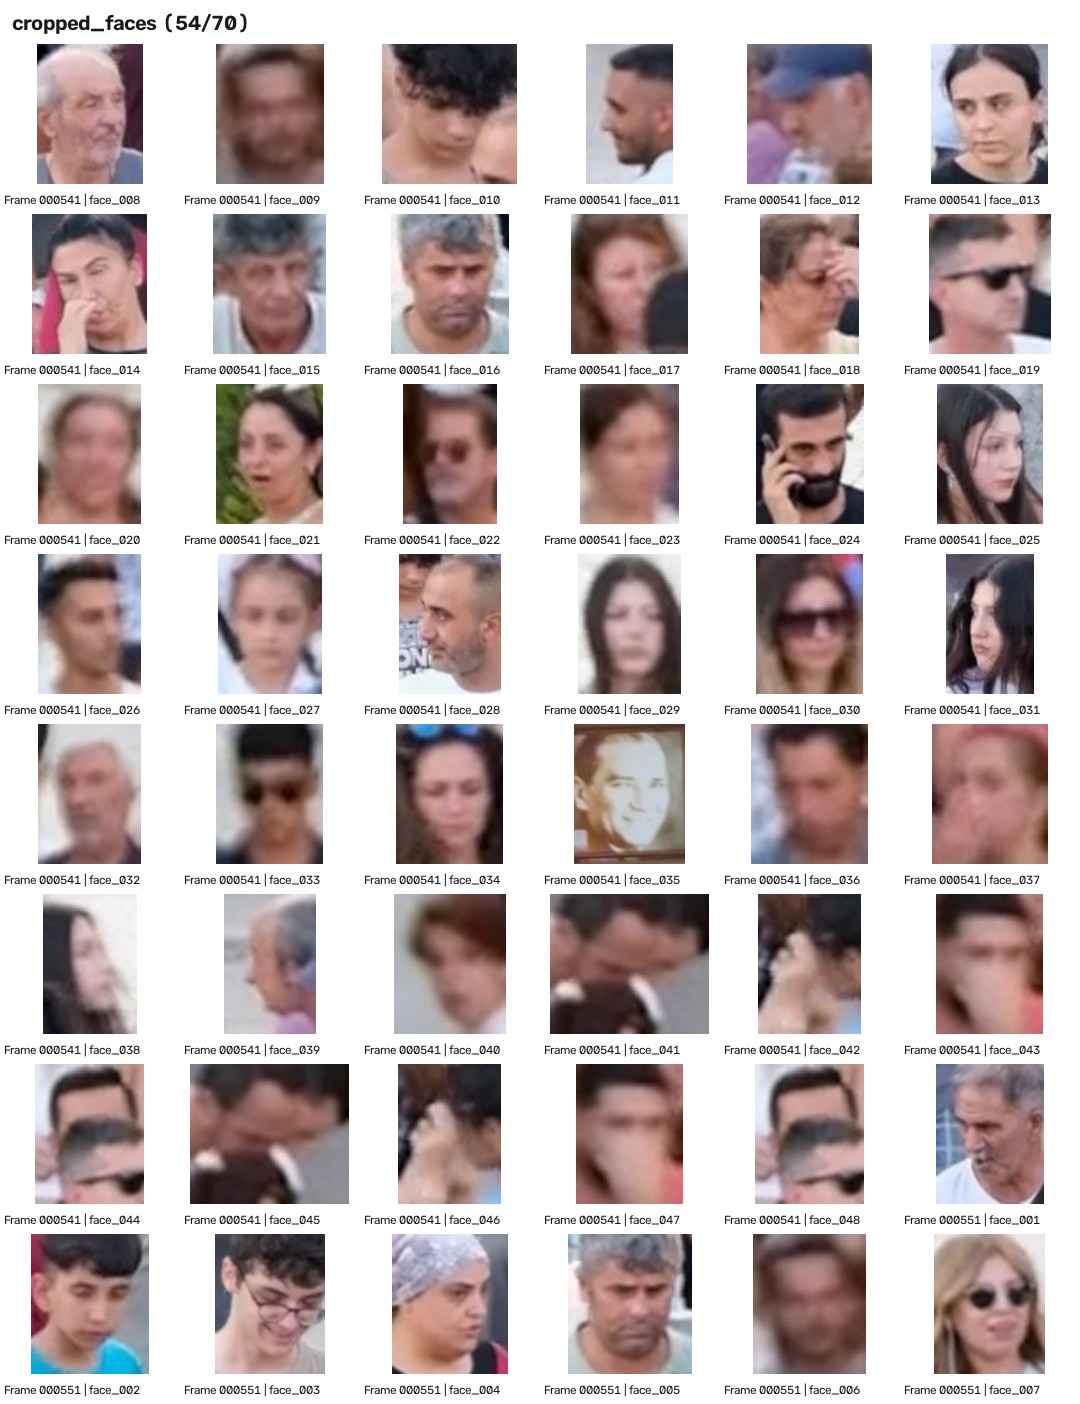 cropped_faces (54/70)
Frame 000541 | face_008
Frame 000541 | face_009
Frame 000541 | face_010
Frame 000541 | face_011
Frame 000541 | face_012
Frame 000541 | face_013
Frame 000541 | face_014
Frame 000541 | face_015
Frame 000541 | face_016
Frame 000541 | face_017
Frame 000541 | face_018
Frame 000541 | face_019
Frame 000541 | face_020
Frame 000541 | face_021
Frame 000541 | face_022
Frame 000541 | face_023
Frame 000541 | face_024
Frame 000541 | face_025
ON
Frame 000541 | face_026
Frame 000541 | face_027
Frame 000541 | face_028
Frame 000541 | face_029
Frame 000541 | face_030
Frame 000541 | face_031
Frame 000541 | face_032
Frame 000541 | face_033
Frame 000541 | face_034
Frame 000541 | face_035
Frame 000541 | face_036
Frame 000541 | face_037
Frame 000541 | face_038
Frame 000541 | face_039
Frame 000541 | face_040
Frame 000541 | face_041
Frame 000541 | face_042
Frame 000541 | face_043
Frame 000541 | face_044
Frame 000541 | face_045
Frame 000541 | face_046
Frame 000541 | face_047
Frame 000541 | face_048
Frame 000551 | face_001
Frame 000551 | face_002
Frame 000551 | face_003
Frame 000551 | face_004
Frame 000551 | face_005
Frame 000551 | face_006
Frame 000551 | face_007